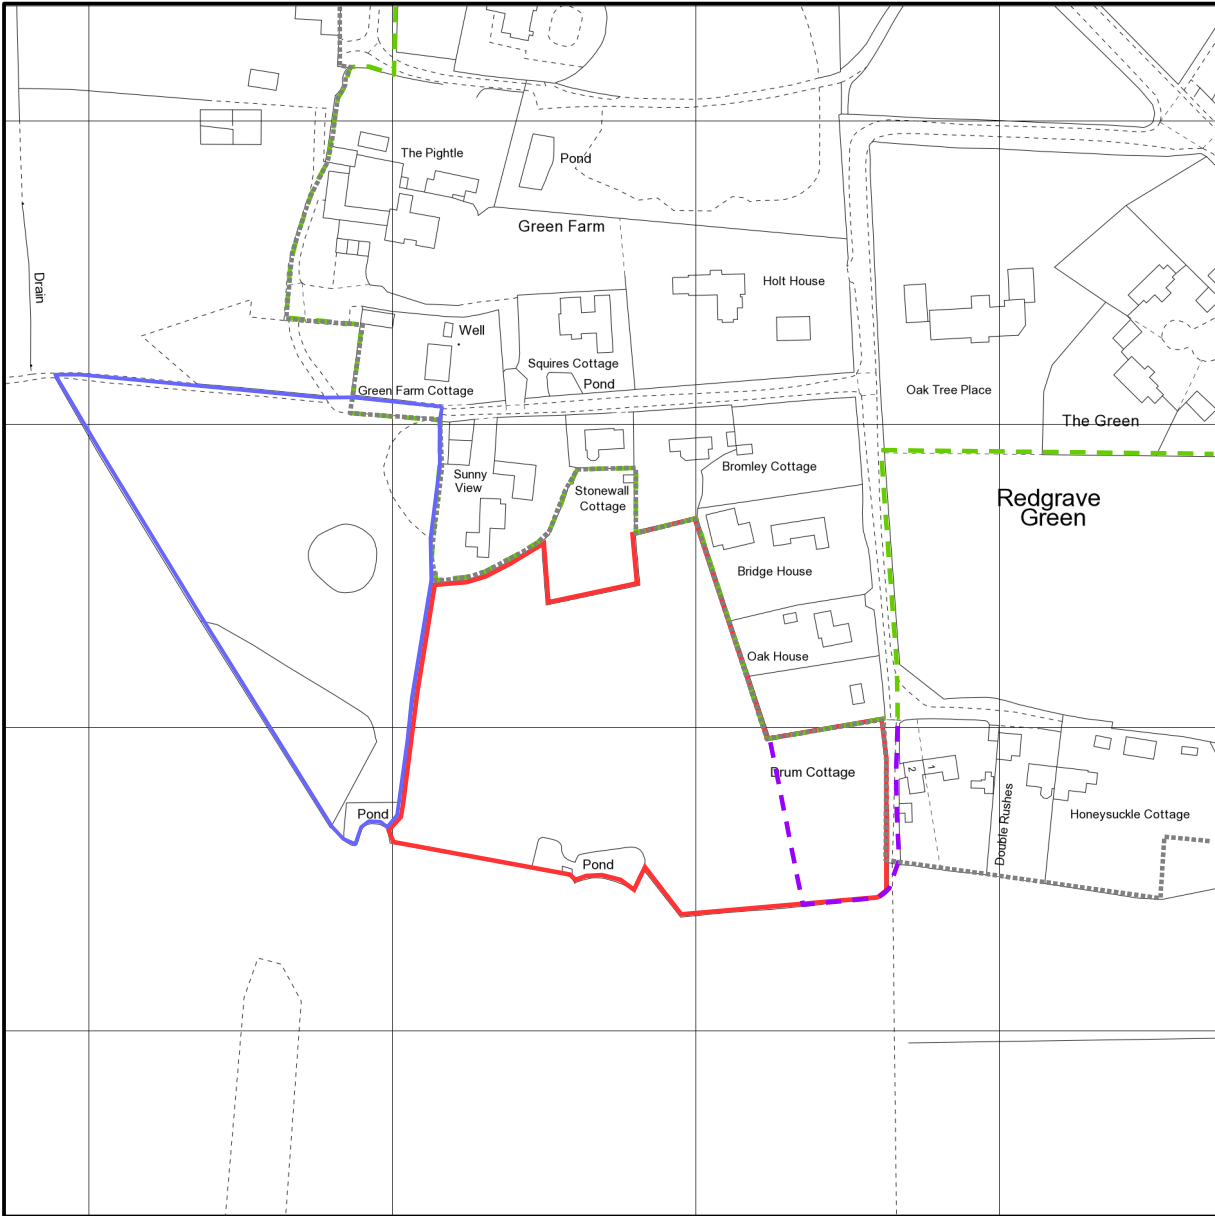 The Pightle
Pond
Green Farm
Drain
Holt House
Well
Squires Cottage
Pond
Green Farm Cottage
Oak Tree Place
The Green
Sunny
View
Stonewall
Cottage
Bromley Cottage
Redgrave
Green
Bridge House
Oak House
Drum Cottage
2
1
Double Rushes
Honeysuckle Cottage
Pond
Pond